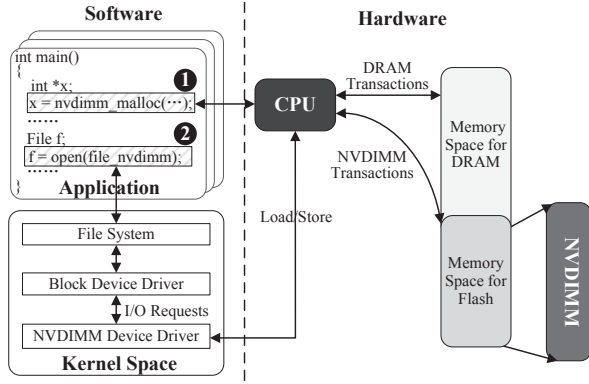 Software
Hardware
int main()
{
int *x;
1
x = nvdimm_malloc(···);
······
File f;
2
f = open(file_nvdimm);
······
}
Application
File System
Block Device Driver
I/O Requests
NVDIMM Device Driver
Kernel Space
CPU
DRAM
Transactions
NVDIMM
Transactions
Load/Store
Memory
Space for
DRAM
Memory
Space for
Flash
NVDIMM